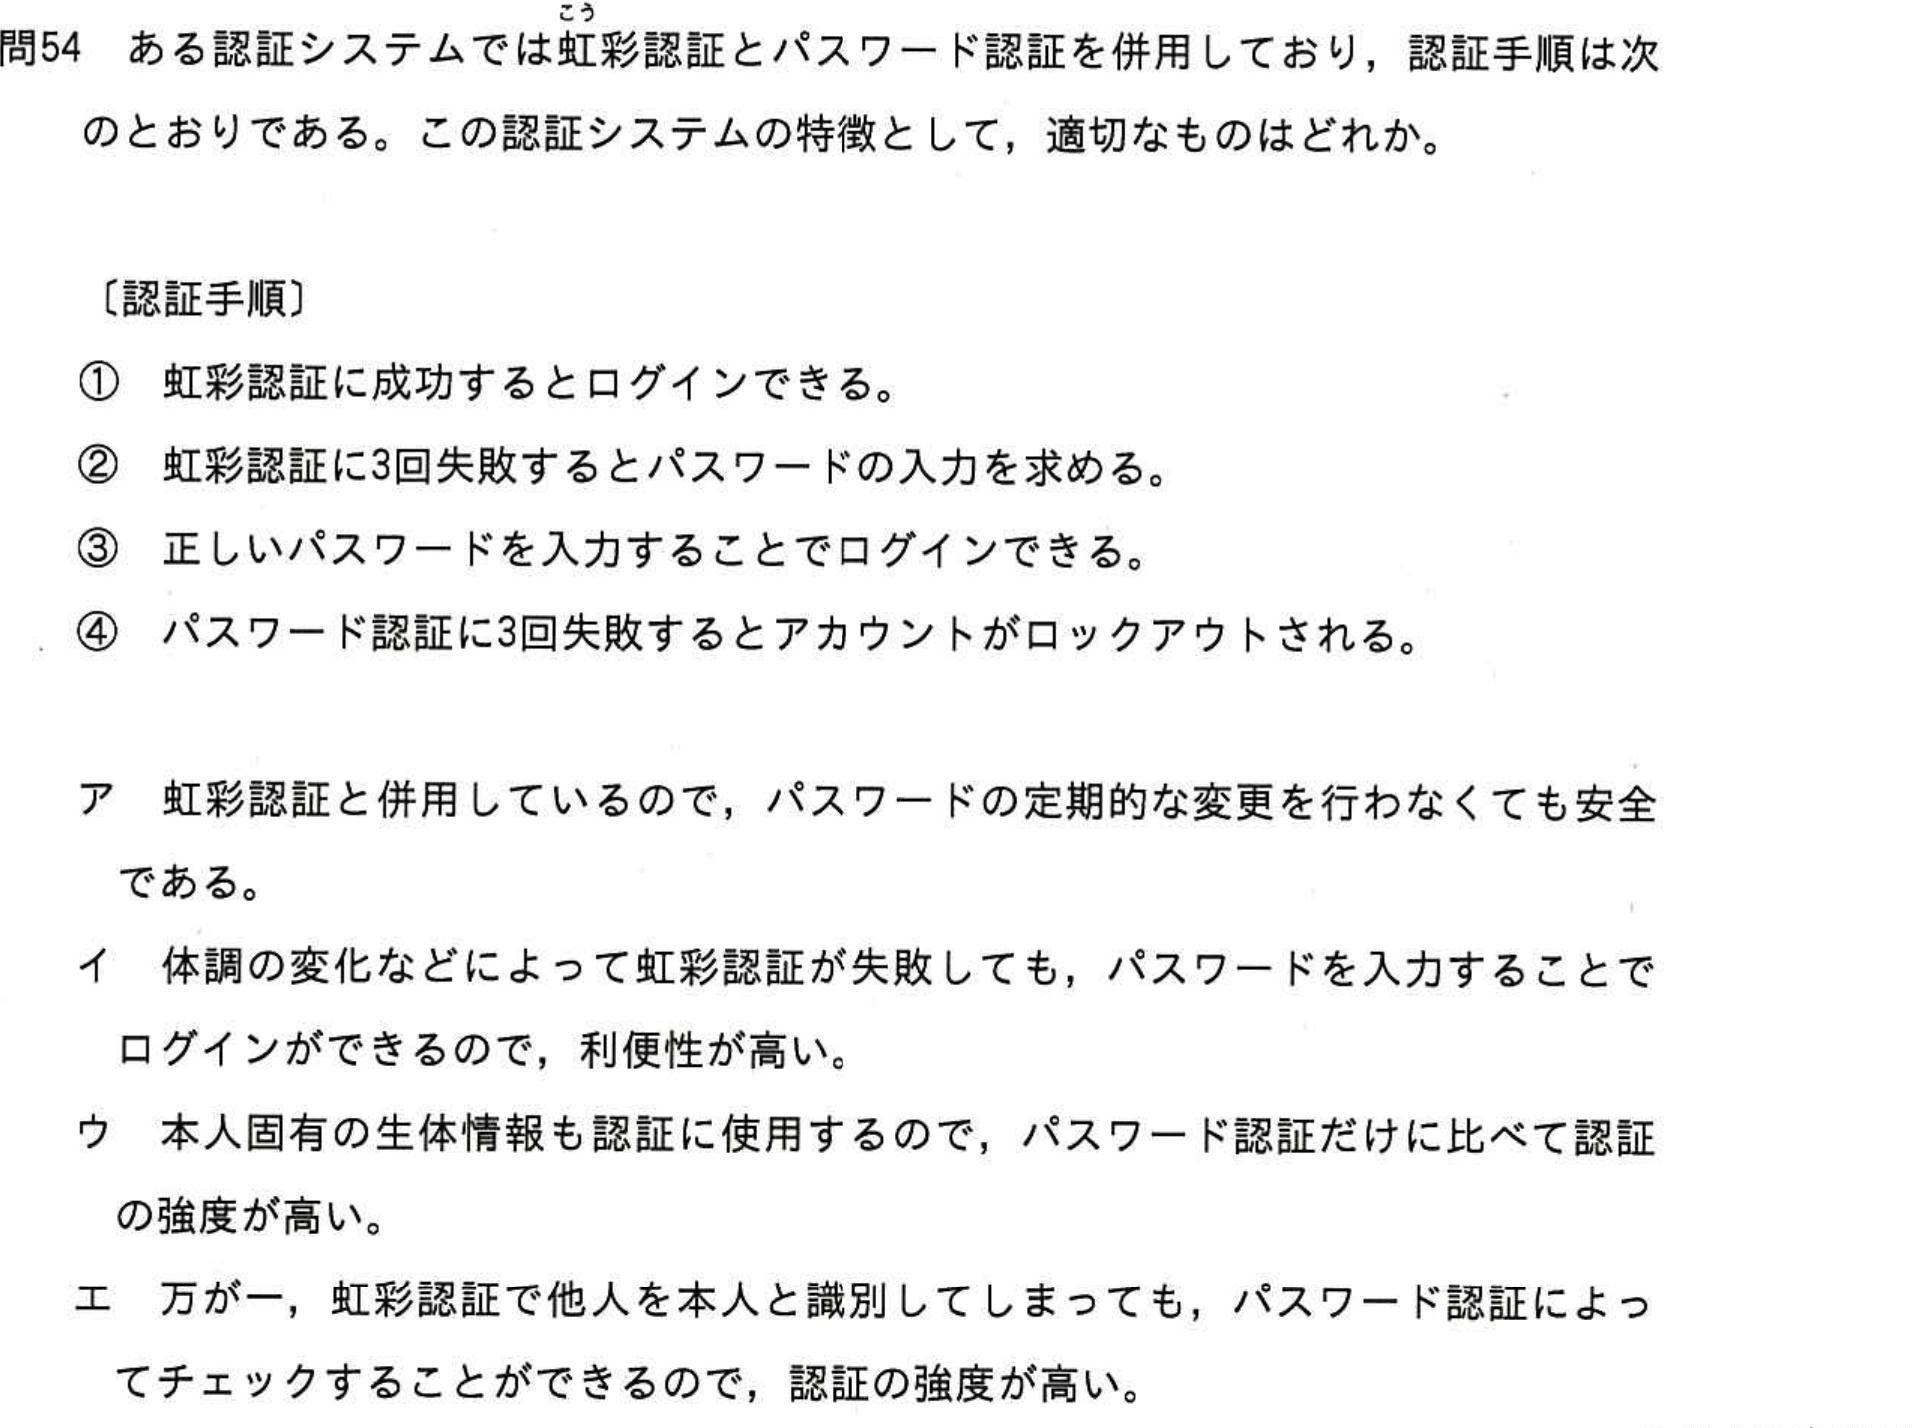 こう
問54 ある認証システムでは虹彩認証とパスワード認証を併用しており，認証手順は次
のとおりである。この認証システムの特徴として，適切なものはどれか。
〔認証手順〕
① 虹彩認証に成功するとログインできる。
② 虹彩認証に3回失敗するとパスワードの入力を求める。
③ 正しいパスワードを入力することでログインできる。
④ パスワード認証に3回失敗するとアカウントがロックアウトされる。
ア 虹彩認証と併用しているので，パスワードの定期的な変更を行わなくても安全
である。
イ 体調の変化などによって虹彩認証が失敗しても，パスワードを入力することで
ログインができるので，利便性が高い。
ウ 本人固有の生体情報も認証に使用するので，パスワード認証だけに比べて認証
の強度が高い。
エ 万が一，虹彩認証で他人を本人と識別してしまっても，パスワード認証によっ
てチェックすることができるので，認証の強度が高い。